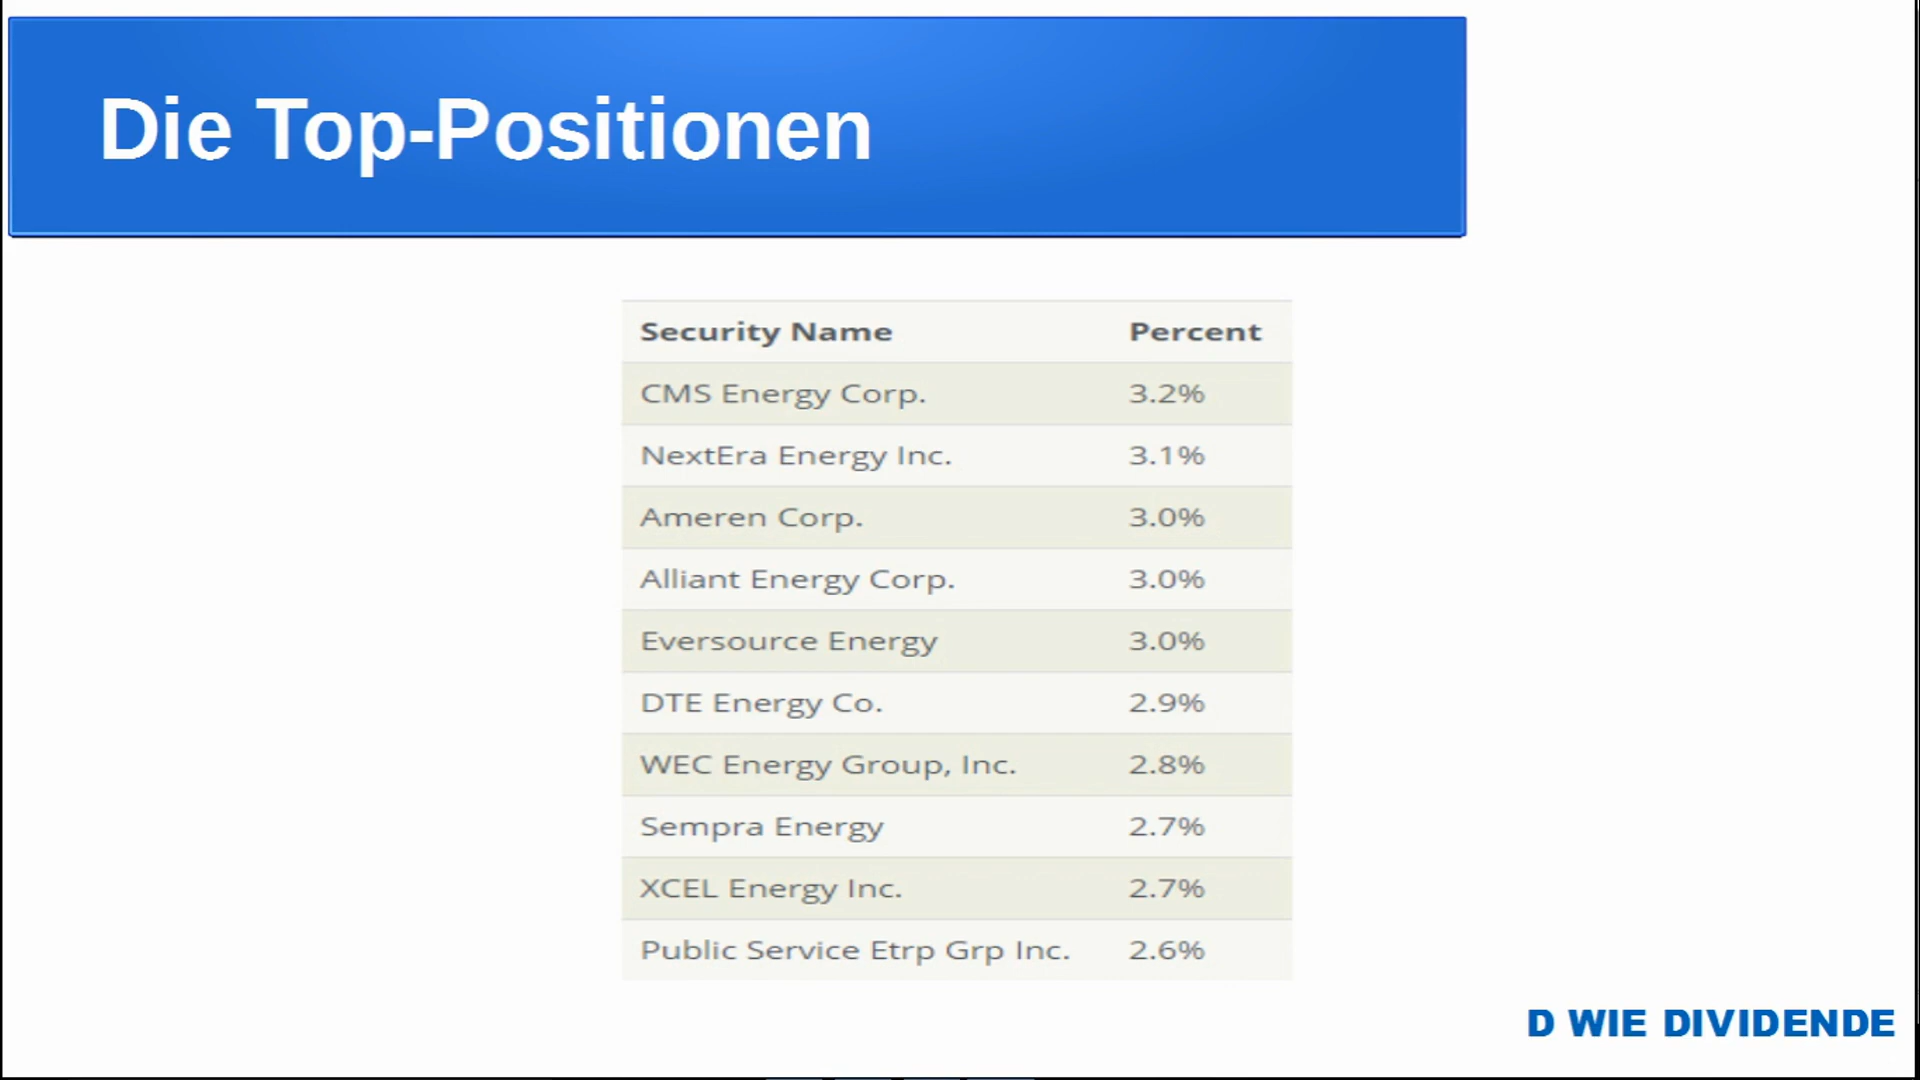 Die Top-Positionen
Security Name Percent
CMS Energy Corp. 3.2%
NextEra Energy Inc. 3.1%
Ameren Corp. 3.0%
Alliant Energy Corp. 3.0%
Eversource Energy 3.0%
DTE Energy Co. 2.9%
WEC Energy Group, Inc. 2.8%
Sempra Energy 2.7%
XCEL Energy Inc. 2.7%
Public Service Etrp Grp Inc. 2.6%
D WIE DIVIDENDE